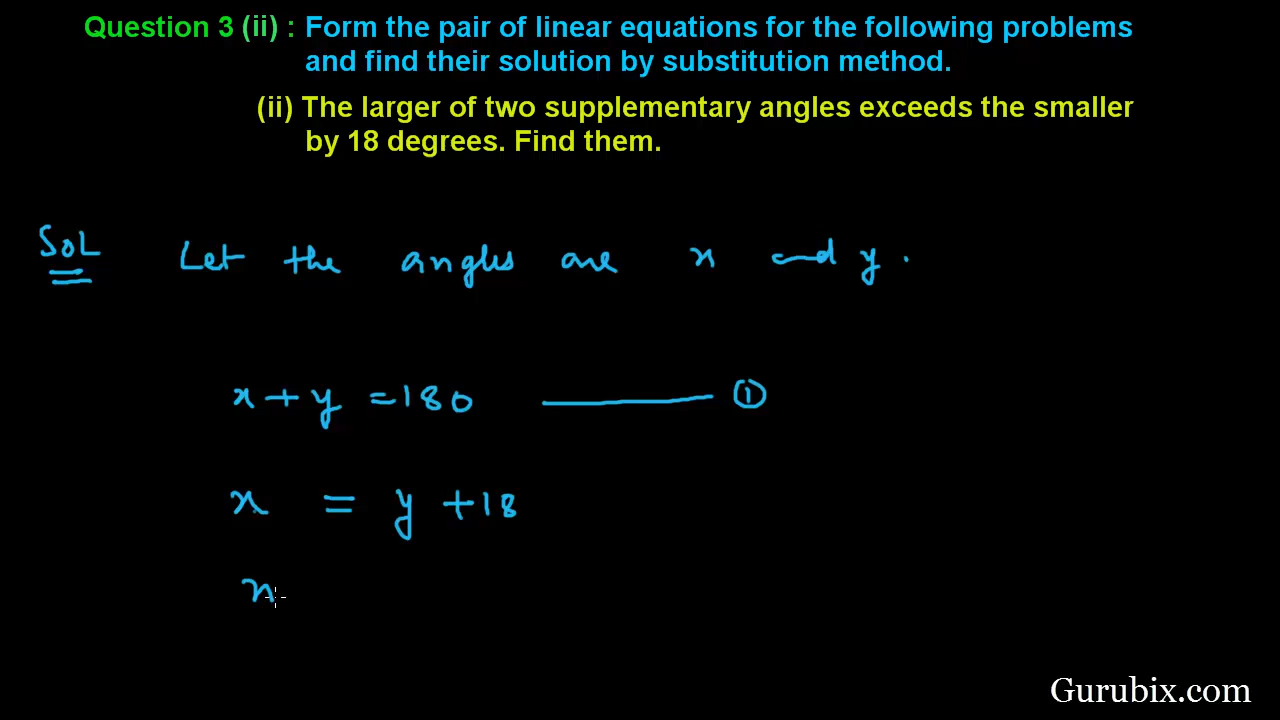 Question 3 (ii) : Form the pair of linear equations for the following problems
and find their solution by substitution method.
(ii) The larger of two supplementary angles exceeds the smaller
by 18 degrees. Find them.
SOL Let the angles are x and y.
x + y = 180 ——— ①
x = y + 18
x
Gurubix.com